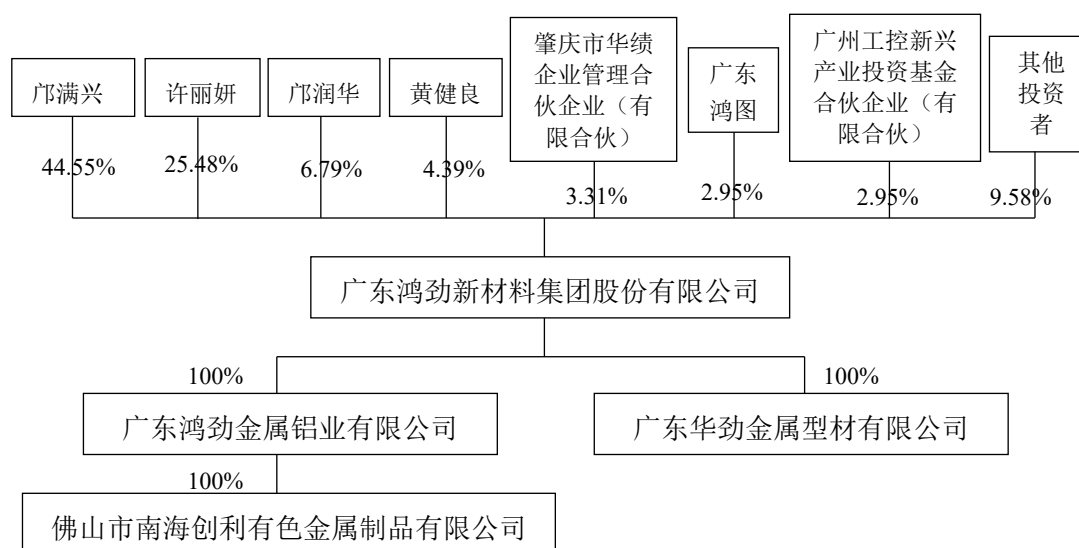 邝满兴
许丽妍
邝润华
黄健良
肇庆市华绩
企业管理合
伙企业（有
限合伙）
广东
鸿图
广州工控新兴
产业投资基金
合伙企业（有
限合伙）
其他
投资
者
44.55%
25.48%
6.79%
4.39%
3.31%
2.95%
2.95%
9.58%
广东鸿劲新材料集团股份有限公司
100%
100%
广东鸿劲金属铝业有限公司
广东华劲金属型材有限公司
100%
佛山市南海创利有色金属制品有限公司